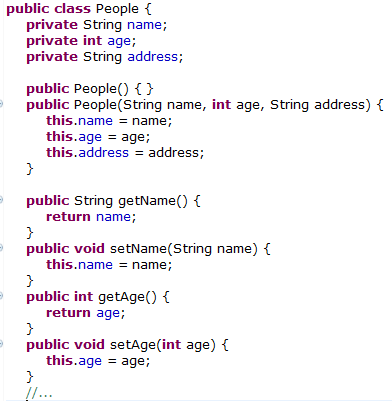 public class People {
private String name;
private int age;
private String address;
public People() { }
public People(String name, int age, String address) {
this.name = name;
this.age = age;
this.address = address;
}
public String getName() {
return name;
}
public void setName(String name) {
this.name = name;
}
public int getAge() {
return age;
}
public void setAge(int age) {
this.age = age;
}
//...